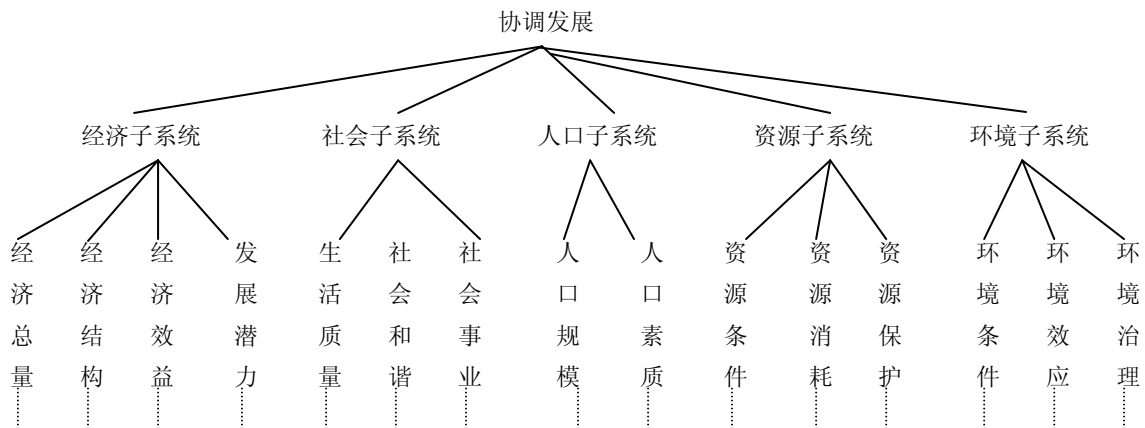 协调发展
经济子系统
社会子系统
人口子系统
资源子系统
环境子系统
经济总量
经济结构
经济效益
发展潜力
生活质量
社会和谐
社会事业
人口规模
人口素质
资源条件
资源消耗
资源保护
环境条件
环境效应
环境治理